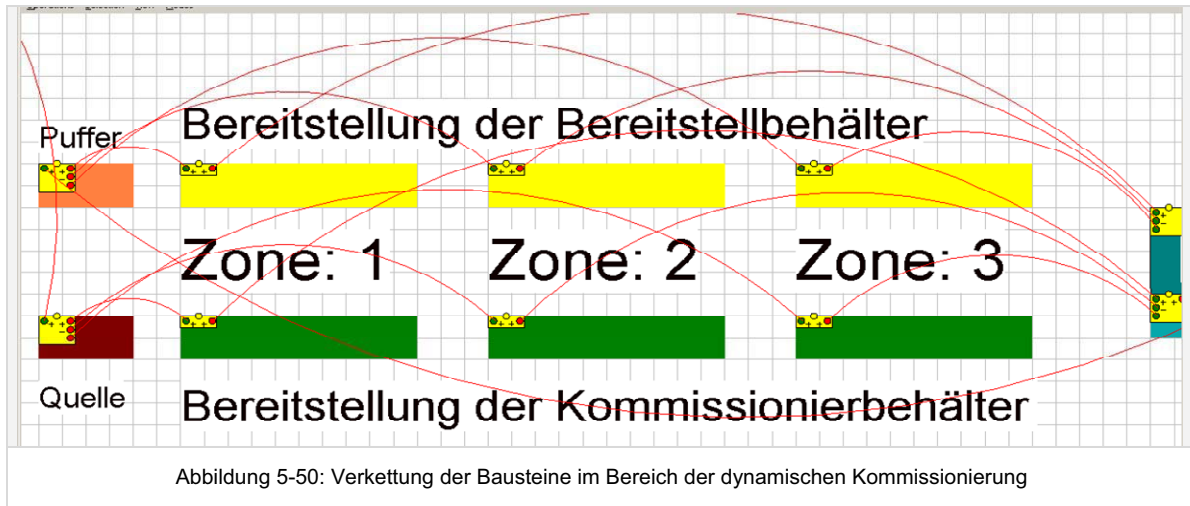 Puffer
Bereitstellung der Bereitstellbehälter
Zone: 1 Zone: 2 Zone: 3
Quelle
Bereitstellung der Kommissionierbehälter
Abbildung 5-50: Verkettung der Bausteine im Bereich der dynamischen Kommissionierung